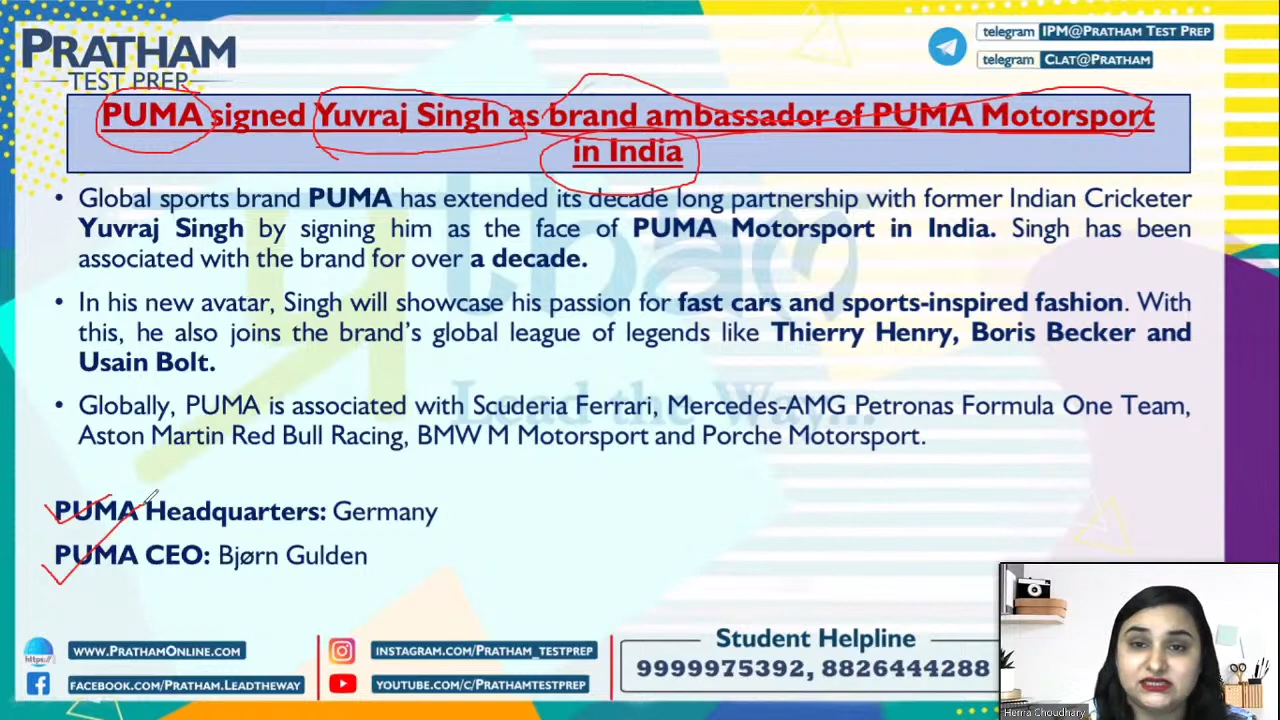 PRATHAM
TEST PREP
telegram IPM@PRATHAM TEST PREP
telegram CLAT@PRATHAM
PUMA signed Yuvraj Singh as brand ambassador of PUMA Motorsport
in India
• Global sports brand PUMA has extended its decade long partnership with former Indian Cricketer
Yuvraj Singh by signing him as the face of PUMA Motorsport in India. Singh has been
associated with the brand for over a decade.
• In his new avatar, Singh will showcase his passion for fast cars and sports-inspired fashion. With
this, he also joins the brand's global league of legends like Thierry Henry, Boris Becker and
Usain Bolt.
• Globally, PUMA is associated with Scuderia Ferrari, Mercedes-AMG Petronas Formula One Team,
Aston Martin Red Bull Racing, BMW M Motorsport and Porche Motorsport.
Lead the Way...
PUMA Headquarters: Germany
PUMA CEO: Bjørn Gulden
https://
WWW.PRATHAMONLINE.COM
FACEBOOK.COM/PRATHAM.LEADTHEWAY
INSTAGRAM.COM/PRATHAM_TESTPREP
YOUTUBE.COM/C/PRATHAMTESTPREP
Student Helpline
9999975392, 8826444288
Hema Choudhary